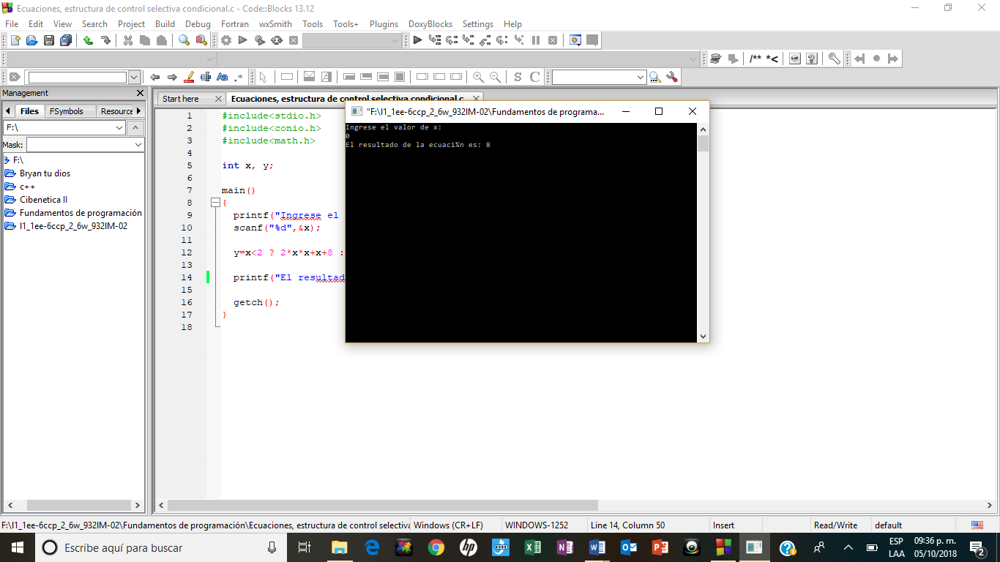 Ecuaciones, estructura de control selectiva condicional.c - Code::Blocks 13.12
File Edit View Search Project Build Debug Fortran wxSmith Tools Tools+ Plugins DoxyBlocks Settings Help
/** *<
Aa .*
S C
Management
Start here Ecuaciones, estructura de control selectiva condicional.c
Files FSymbols Resource
F:\
Mask:
F:\
Bryan tu dios
c++
Cibenetica II
Fundamentos de programación
I1_1ee-6ccp_2_6w_932IM-02
1 #include<stdio.h>
2 #include<conio.h>
3 #include<math.h>
4
5 int x, y;
6
7 main()
8 {
9 printf("Ingrese el
10 scanf("%d",&x);
11
12 y=x<2 ? 2*x*x+x+8 :
13
14 printf("El resultad
15
16 getch();
17 }
18
"F:\I1_1ee-6ccp_2_6w_932IM-02\Fundamentos de programa...
Ingrese el valor de x:
0
El resultado de la ecuaci¾n es: 8
F:\I1_1ee-6ccp_2_6w_932IM-02\Fundamentos de programación\Ecuaciones, estructura de control selectiva Windows (CR+LF) WINDOWS-1252 Line 14, Column 50 Insert Read/Write default
Escribe aquí para buscar
ESP 09:36 p. m.
LAA 05/10/2018
2